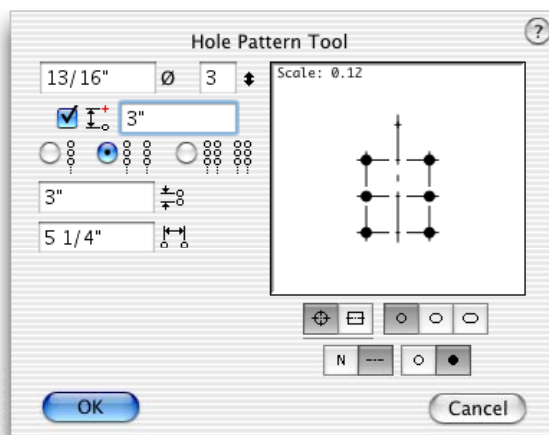 ?
Hole Pattern Tool
13/16" Ø 3
Scale: 0.12
3"
3"
5 1/4"
N
OK
Cancel